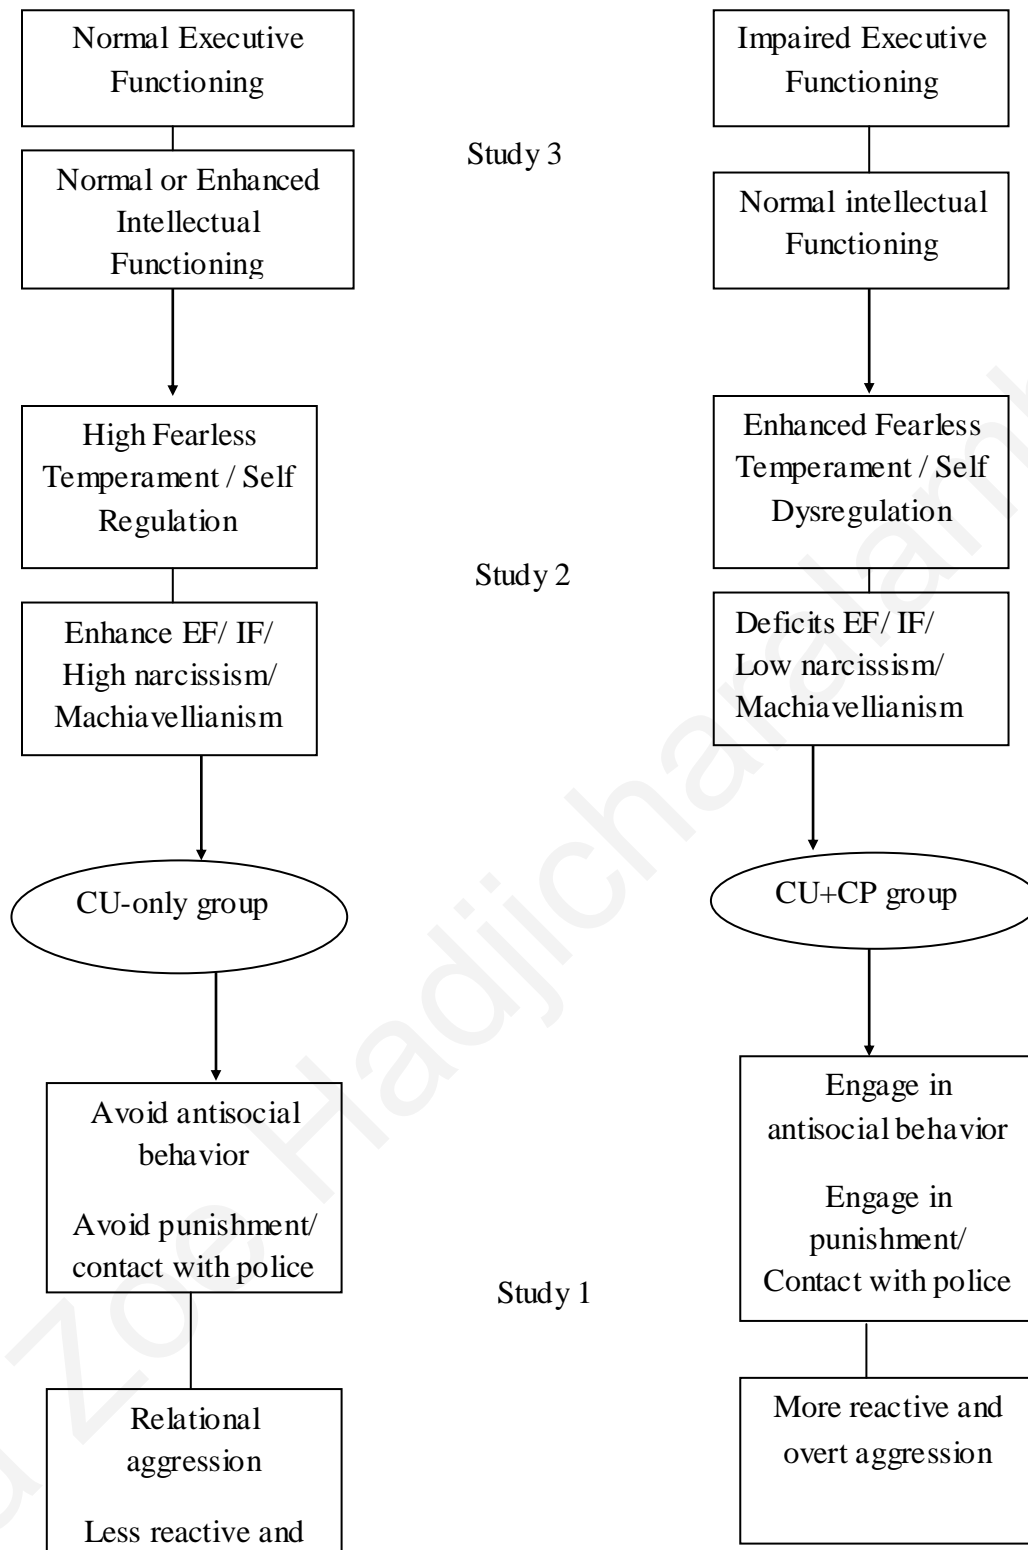 Normal Executive
Functioning
Normal or Enhanced
Intellectual
Functioning
Study 3
Impaired Executive
Functioning
Normal intellectual
Functioning
High Fearless
Temperament / Self
Regulation
Enhance EF/ IF/
High narcissism/
Machiavellianism
Study 2
Enhanced Fearless
Temperament / Self
Dysregulation
Deficits EF/ IF/
Low narcissism/
Machiavellianism
CU-only group
CU+CP group
Avoid antisocial
behavior
Avoid punishment/
contact with police
Relational
aggression
Less reactive and
Study 1
Engage in
antisocial behavior
Engage in
punishment/
Contact with police
More reactive and
overt aggression
Zoe Hadjicharalam